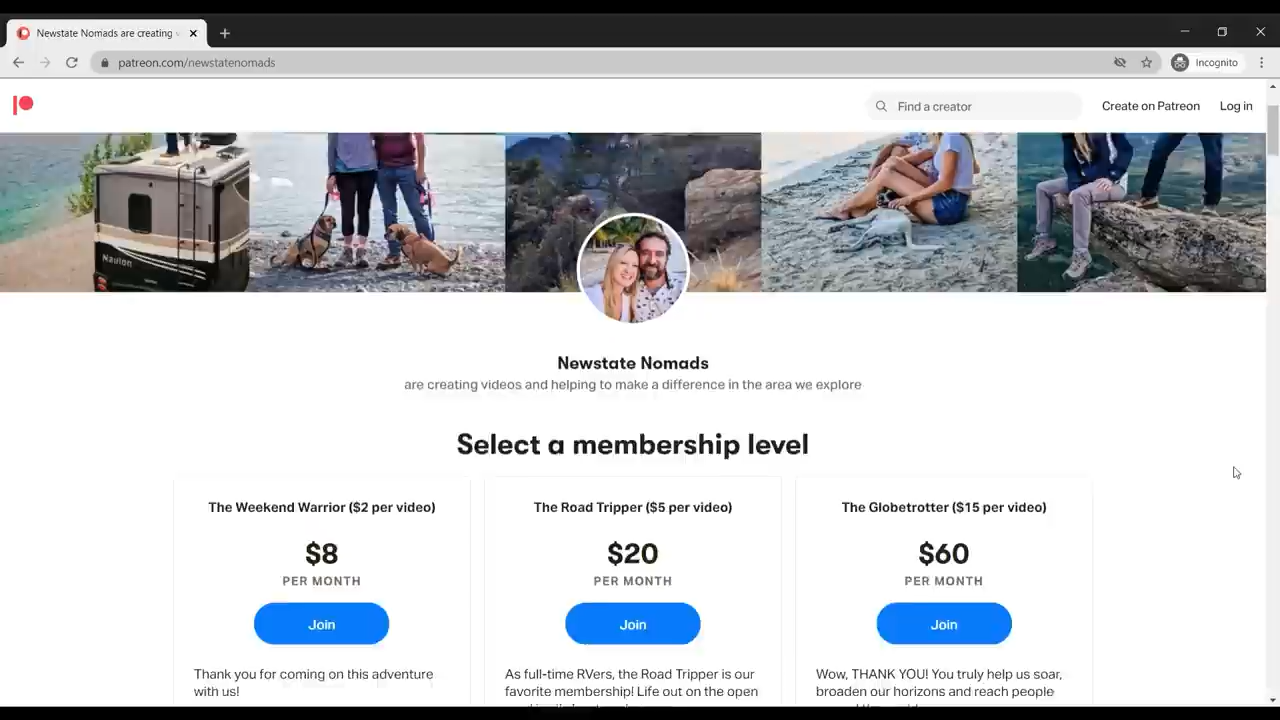 Newstate Nomads are creating
patreon.com/newstatenomads
Incognito
Find a creator
Create on Patreon
Log in
Navion
Newstate Nomads
are creating videos and helping to make a difference in the area we explore
Select a membership level
The Weekend Warrior ($2 per video)
$8
PER MONTH
Join
Thank you for coming on this adventure
with us!
The Road Tripper ($5 per video)
$20
PER MONTH
Join
As full-time RVers, the Road Tripper is our
favorite membership! Life out on the open
The Globetrotter ($15 per video)
$60
PER MONTH
Join
Wow, THANK YOU! You truly help us soar,
broaden our horizons and reach people